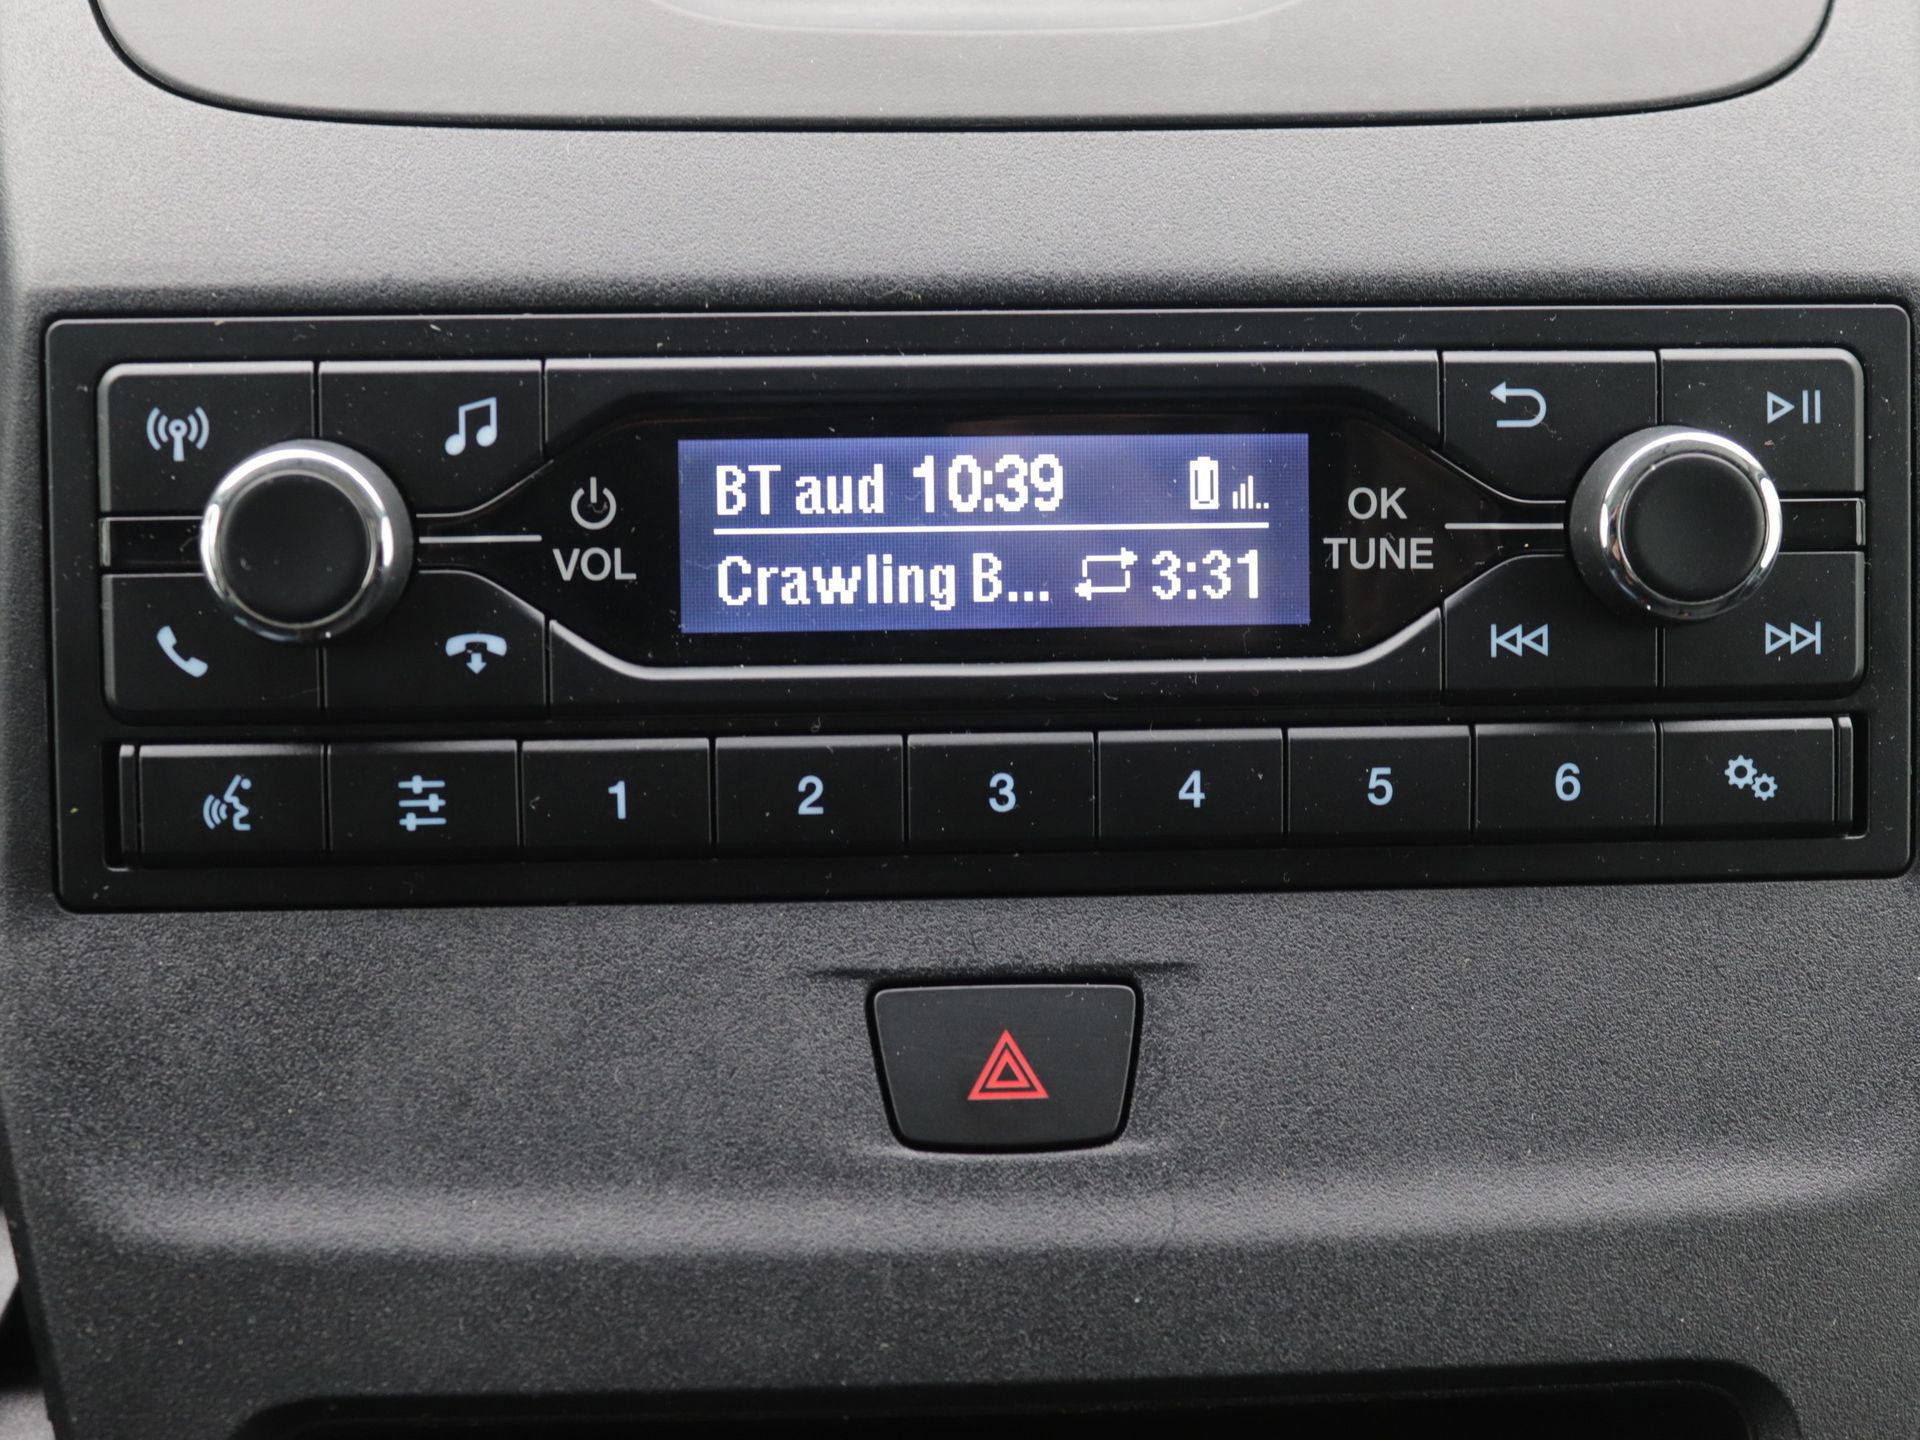 BT aud 10:39
Crawling B... 3:31
VOL
OK
TUNE
1 2 3 4 5 6